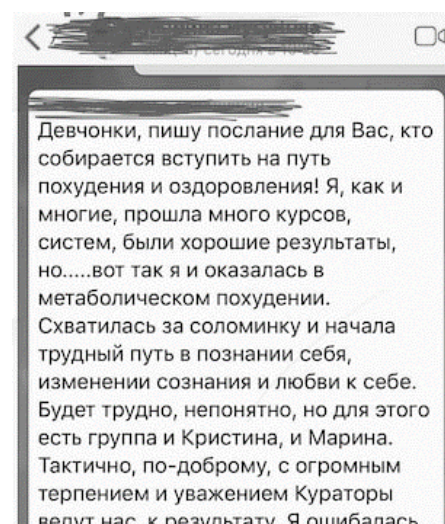 Девчонки, пишу послание для Вас, кто
собирается вступить на путь
похудения и оздоровления! Я, как и
многие, прошла много курсов,
систем, были хорошие результаты,
но.....вот так я и оказалась в
метаболическом похудении.
Схватилась за соломинку и начала
трудный путь в познании себя,
изменении сознания и любви к себе.
Будет трудно, непонятно, но для этого
есть группа и Кристина, и Марина.
Тактично, по-доброму, с огромным
терпением и уважением Кураторы
ведут нас к результату. Я ошибалась